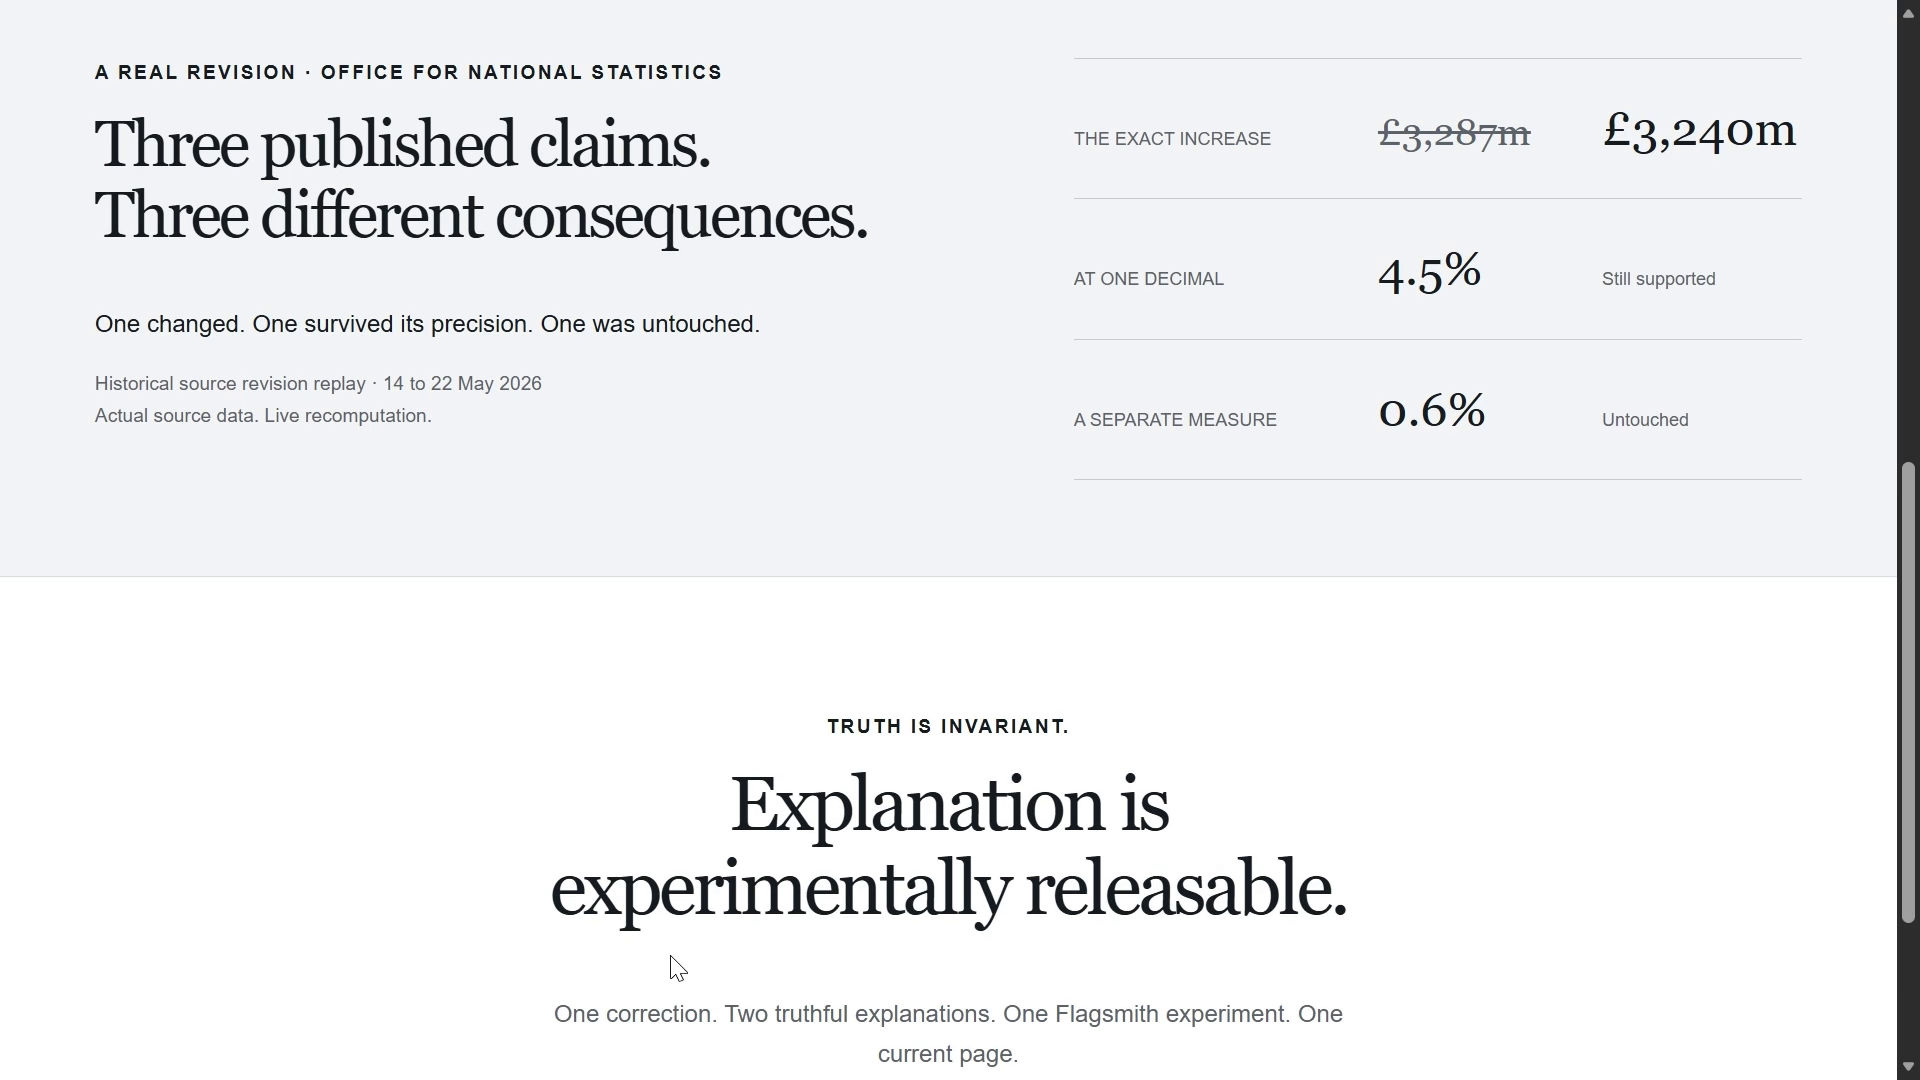 A REAL REVISION · OFFICE FOR NATIONAL STATISTICS
Three published claims.
Three different consequences.
One changed. One survived its precision. One was untouched.
Historical source revision replay · 14 to 22 May 2026
Actual source data. Live recomputation.
THE EXACT INCREASE £3,287m £3,240m
AT ONE DECIMAL 4.5% Still supported
A SEPARATE MEASURE 0.6% Untouched
TRUTH IS INVARIANT.
Explanation is
experimentally releasable.
One correction. Two truthful explanations. One Flagsmith experiment. One
current page.